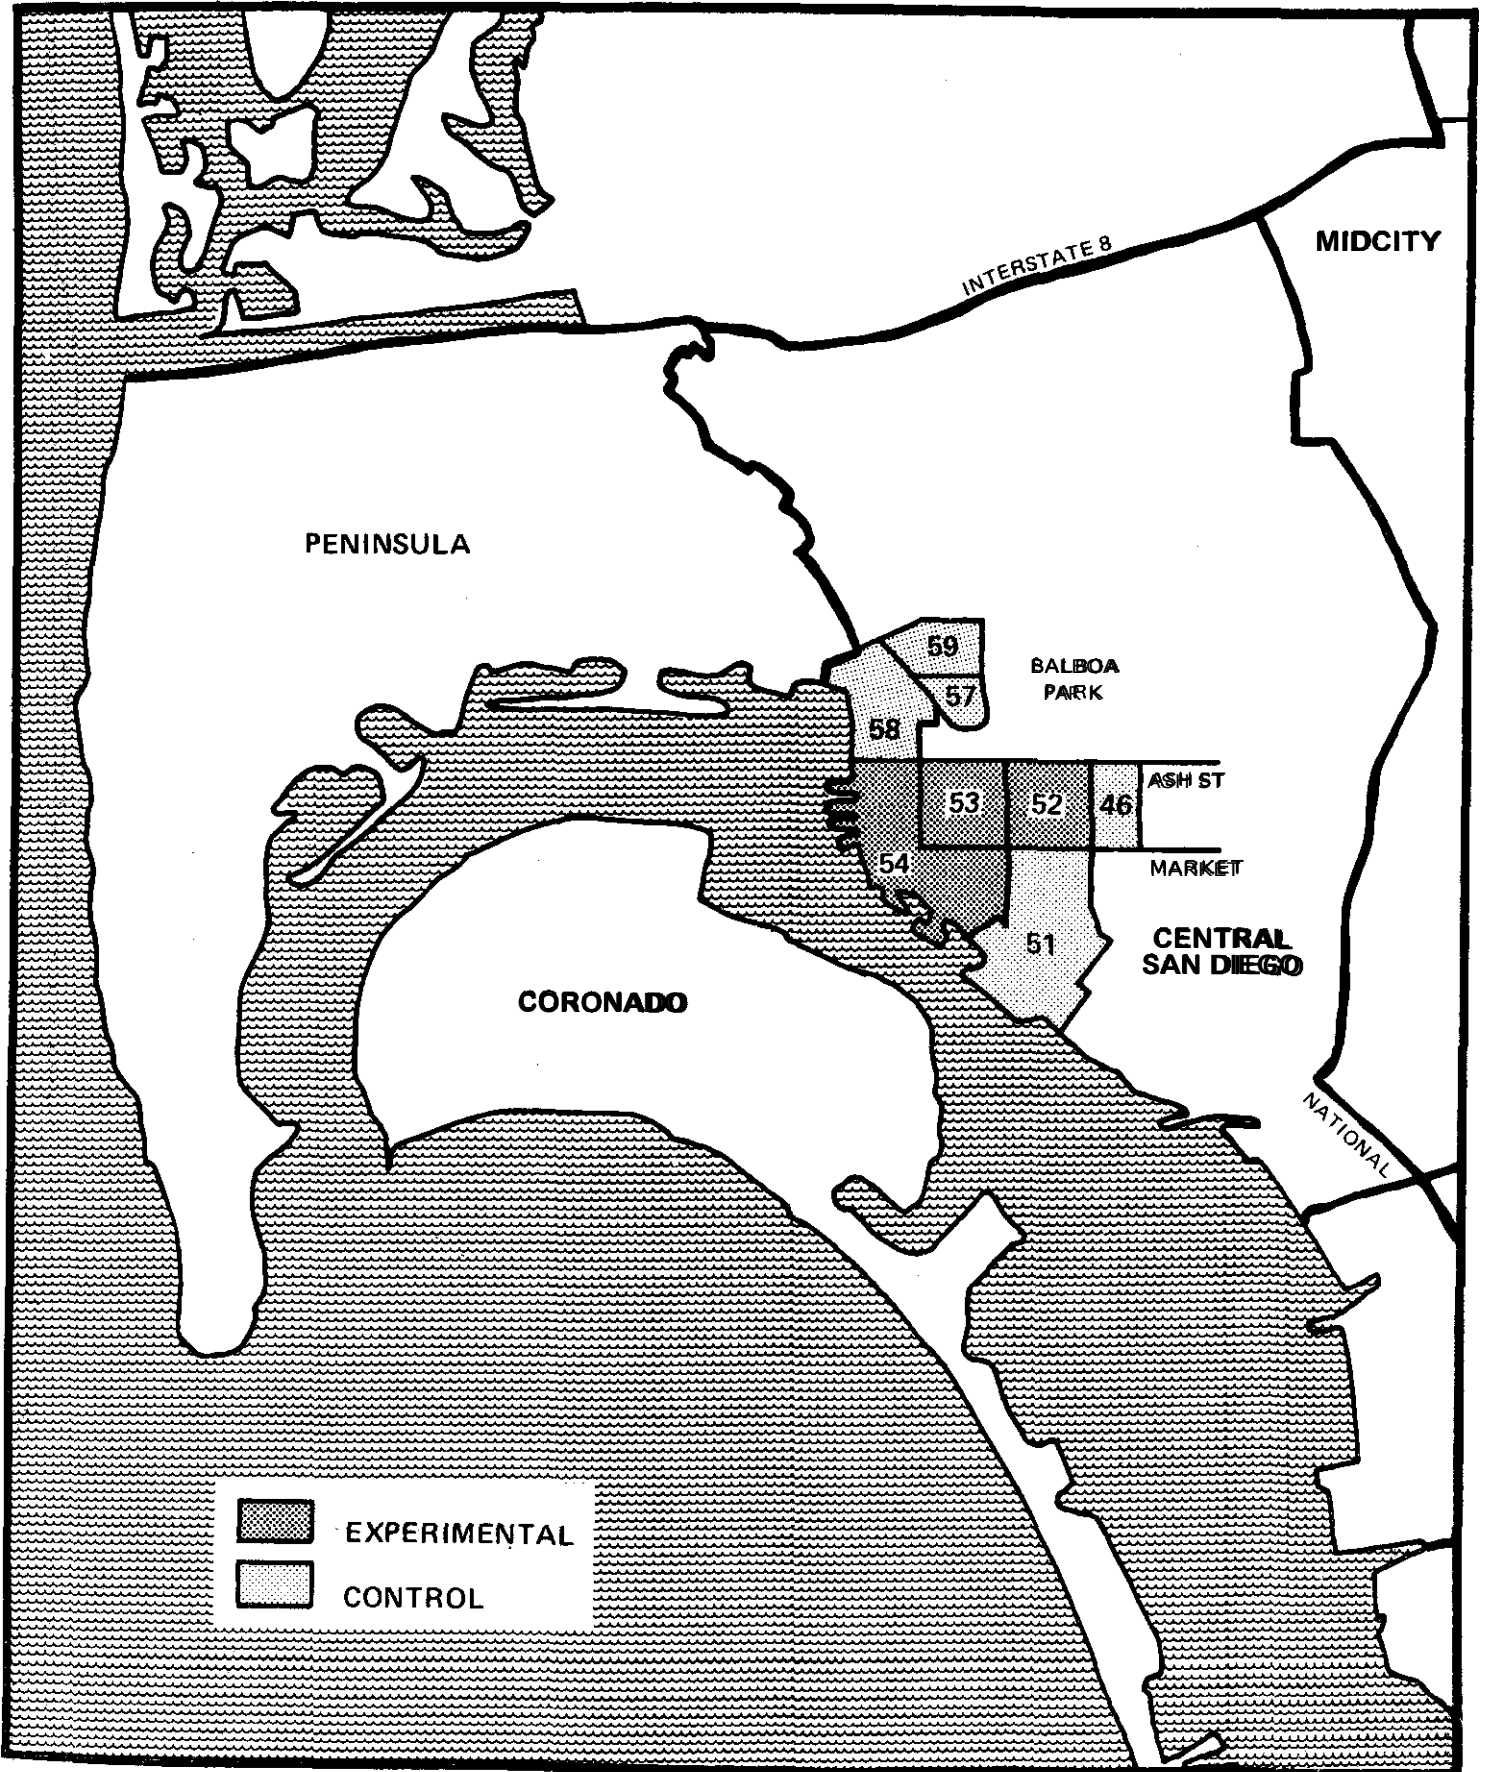 MIDCITY
INTERSTATE 8
PENINSULA
59
BALBOA
PARK
57
58
ASH ST
53
52
46
54
MARKET
51
CENTRAL
SAN DIEGO
CORONADO
NATIONAL
EXPERIMENTAL
CONTROL